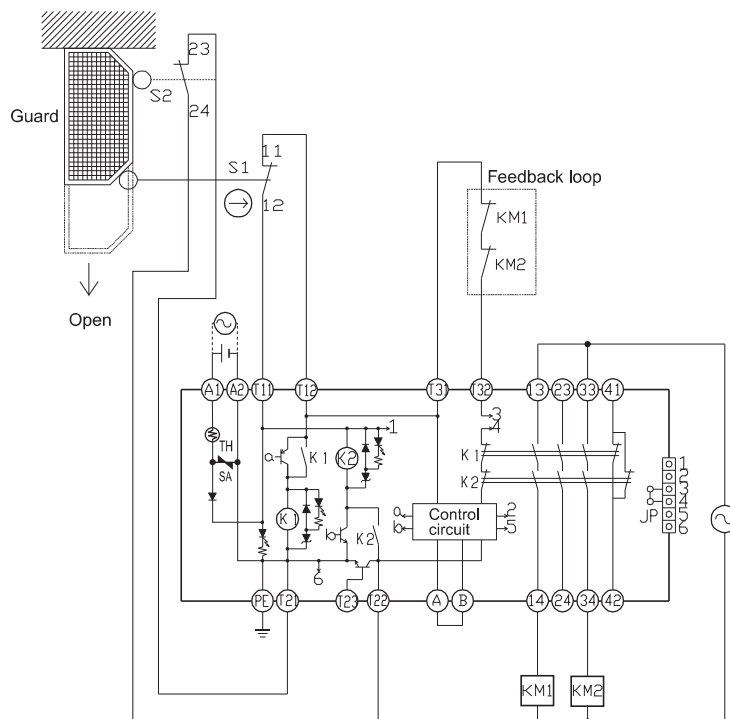 23
S2
24
Guard
11
S1
12
Feedback loop
KM1
KM2
Open
A1 A2 T11 T12 T31 T32 13 23 33 41
1
3
4
TH
SA
a
K1
K2
K1
K2
1
2
3
4
5
6
JP
K1
b
K2
a
b
Control
circuit
2
5
6
PE T21 T23 T22 A B 14 24 34 42
KM1 KM2